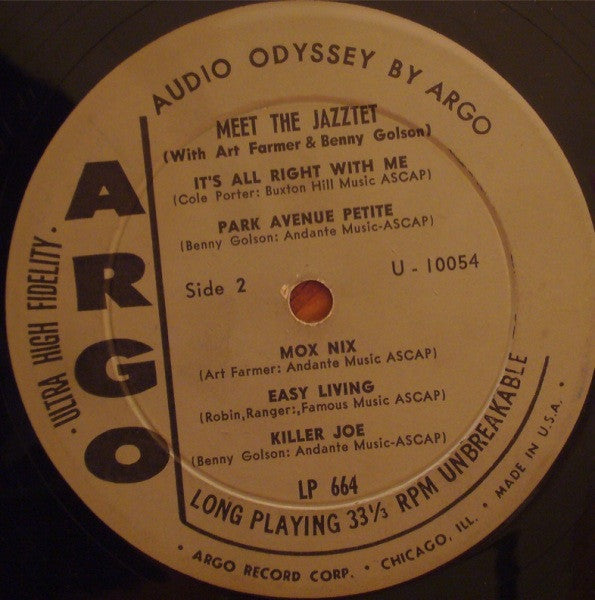 AUDIO ODYSSEY BY ARGO
MEET THE JAZZTET
(With Art Farmer & Benny Golson)
IT'S ALL RIGHT WITH ME
(Cole Porter: Buxton Hill Music ASCAP)
PARK AVENUE PETITE
(Benny Golson: Andante Music-ASCAP)
Side 2
U - 10054
MOX NIX
(Art Farmer: Andante Music ASCAP)
EASY LIVING
(Robin,Ranger:,Famous Music ASCAP)
KILLER JOE
(Benny Golson: Andante Music-ASCAP)
LP 664
ARGO
• ULTRA HIGH FIDELITY •
LONG PLAYING 33⅓ RPM UNBREAKABLE
• ARGO RECORD CORP. • CHICAGO, ILL. • MADE IN U.S.A. •